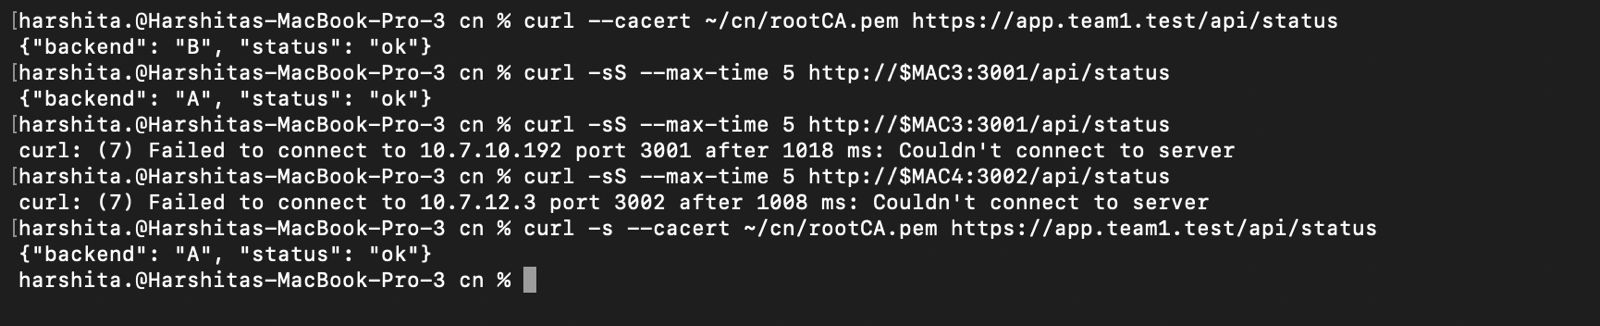 [harshita.@Harshitas-MacBook-Pro-3 cn % curl --cacert ~/cn/rootCA.pem https://app.team1.test/api/status
{"backend": "B", "status": "ok"}
[harshita.@Harshitas-MacBook-Pro-3 cn % curl -sS --max-time 5 http://$MAC3:3001/api/status
{"backend": "A", "status": "ok"}
[harshita.@Harshitas-MacBook-Pro-3 cn % curl -sS --max-time 5 http://$MAC3:3001/api/status
curl: (7) Failed to connect to 10.7.10.192 port 3001 after 1018 ms: Couldn't connect to server
[harshita.@Harshitas-MacBook-Pro-3 cn % curl -sS --max-time 5 http://$MAC4:3002/api/status
curl: (7) Failed to connect to 10.7.12.3 port 3002 after 1008 ms: Couldn't connect to server
[harshita.@Harshitas-MacBook-Pro-3 cn % curl -s --cacert ~/cn/rootCA.pem https://app.team1.test/api/status
{"backend": "A", "status": "ok"}
harshita.@Harshitas-MacBook-Pro-3 cn %